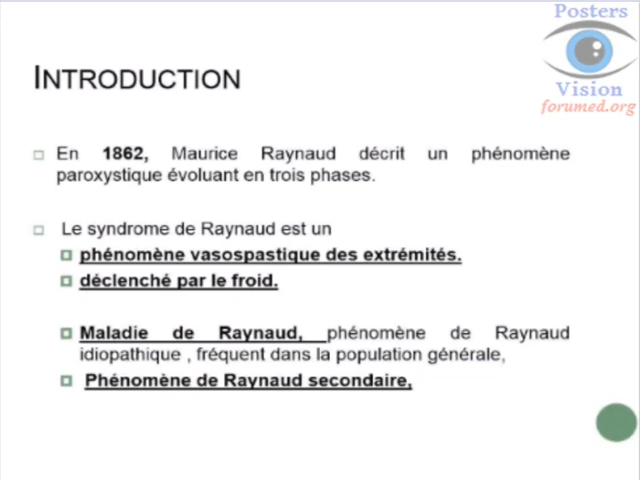 Posters
Vision
forumed.org
INTRODUCTION
En 1862, Maurice Raynaud décrit un phénomène
paroxystique évoluant en trois phases.
Le syndrome de Raynaud est un
phénomène vasospastique des extrémités.
déclenché par le froid.
Maladie de Raynaud, phénomène de Raynaud
idiopathique , fréquent dans la population générale,
Phénomène de Raynaud secondaire,